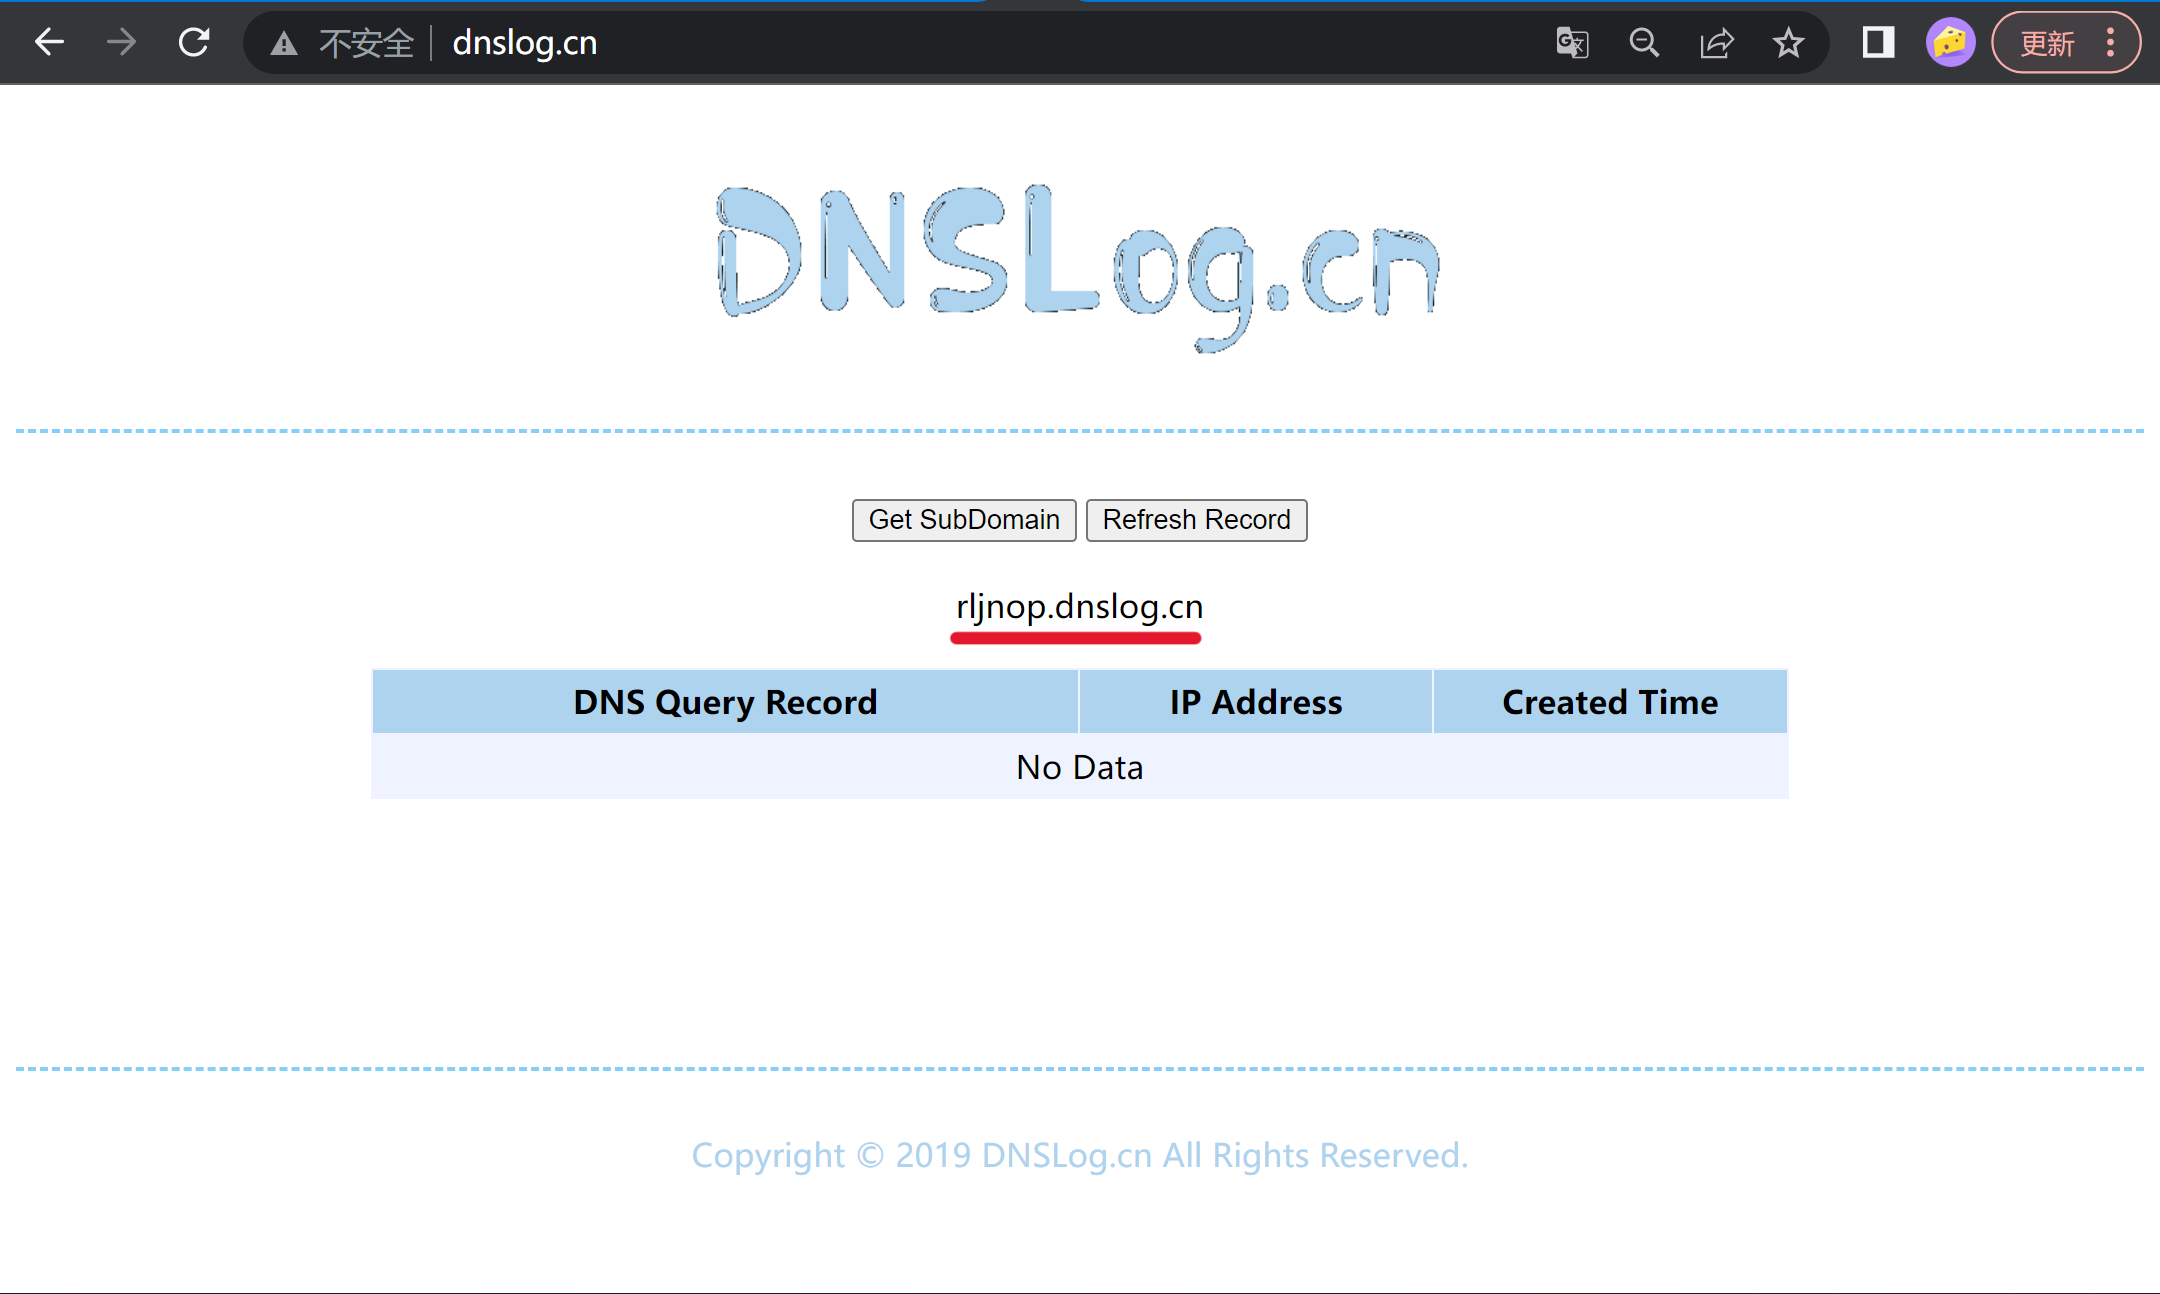 不安全 dnslog.cn 更新
DNSLog.cn
Get SubDomain Refresh Record
rljnop.dnslog.cn
DNS Query Record IP Address Created Time
No Data
Copyright © 2019 DNSLog.cn All Rights Reserved.